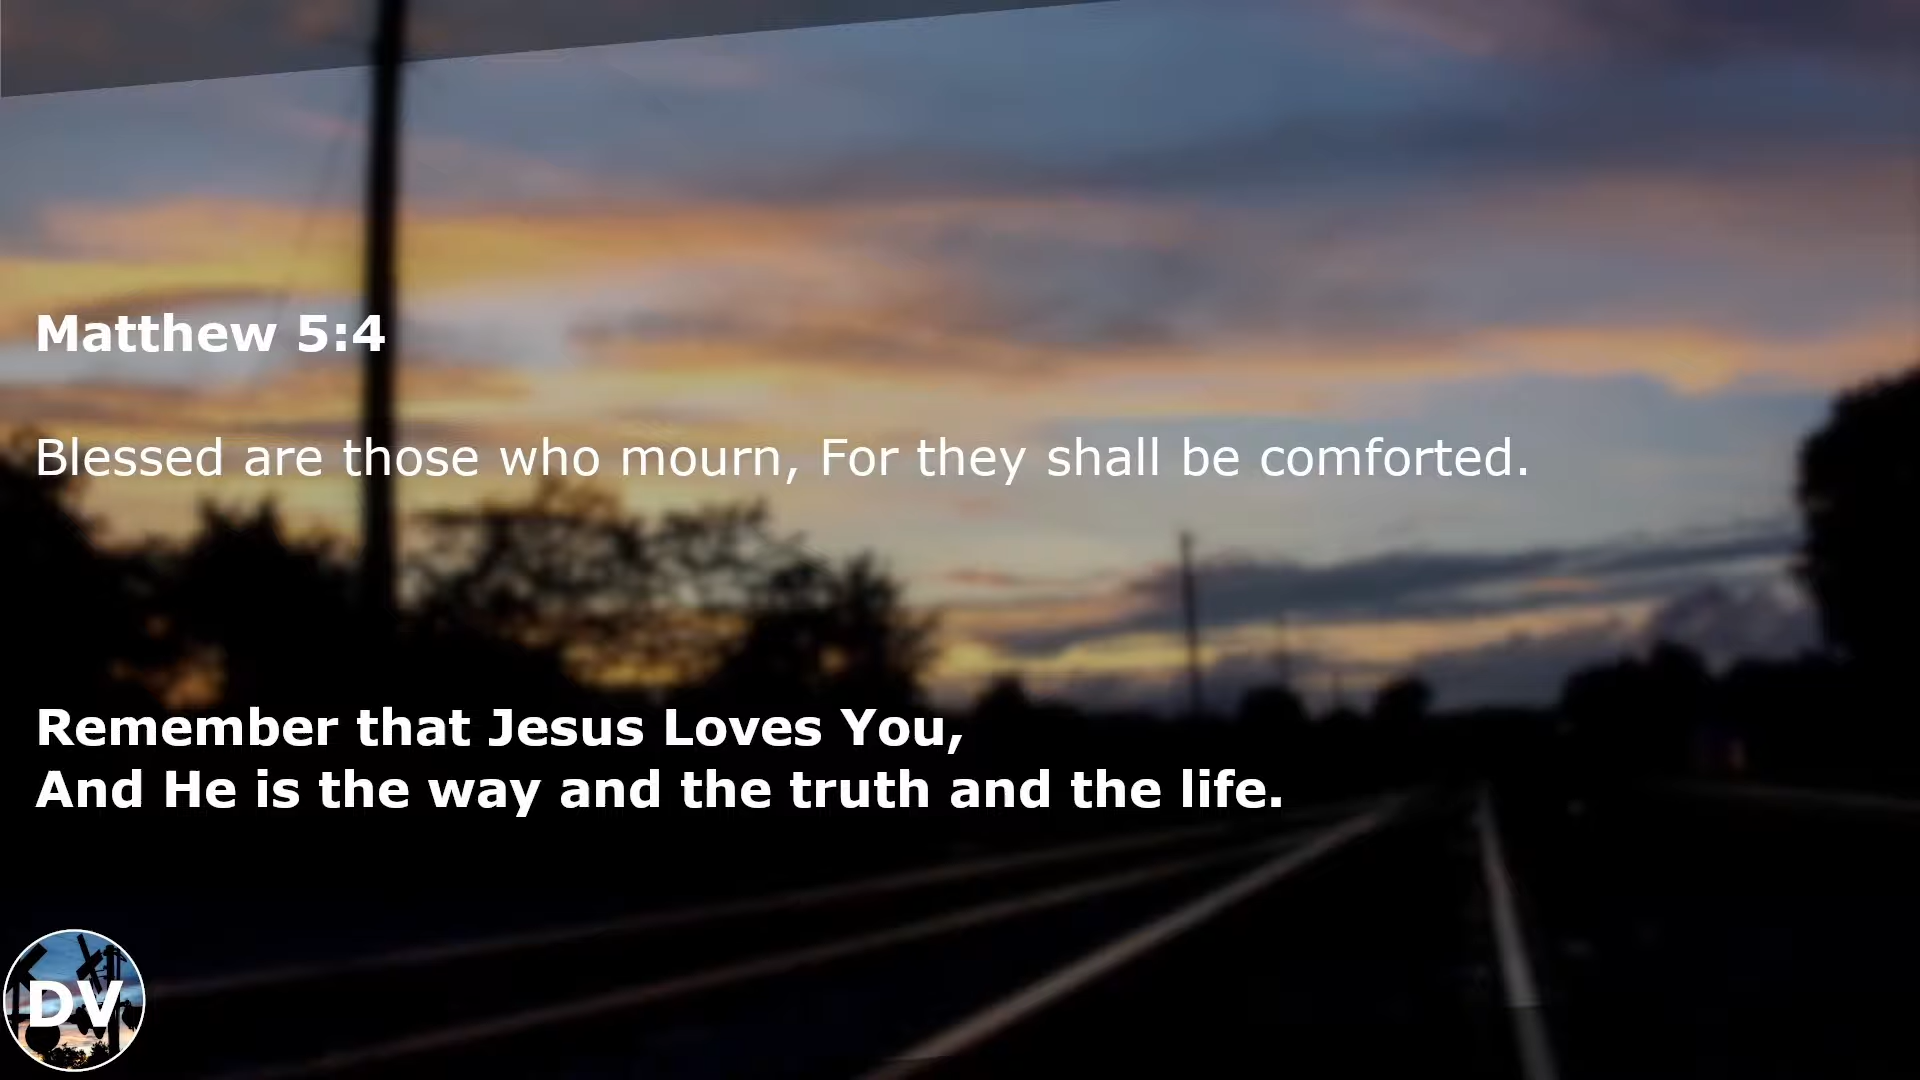 Matthew 5:4
Blessed are those who mourn, For they shall be comforted.
Remember that Jesus Loves You,
And He is the way and the truth and the life.
DV